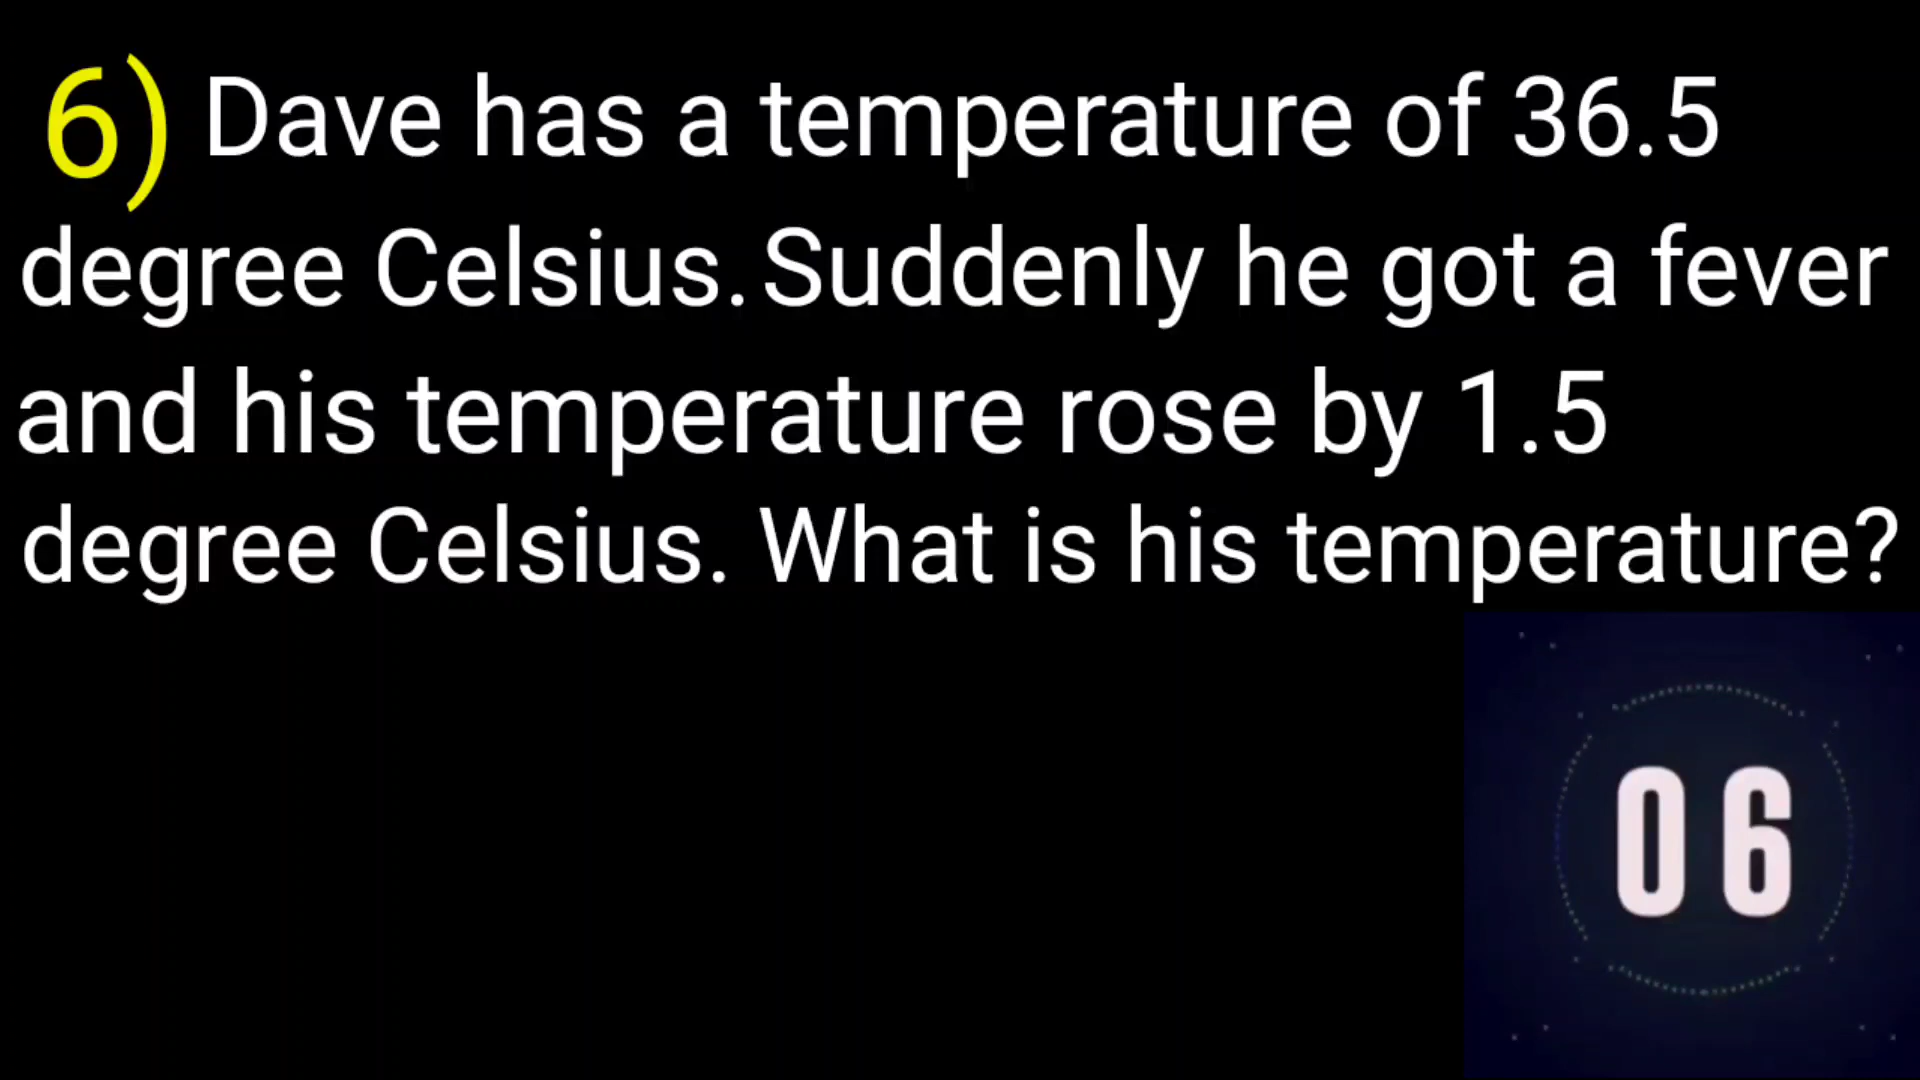 6) Dave has a temperature of 36.5
degree Celsius. Suddenly he got a fever
and his temperature rose by 1.5
degree Celsius. What is his temperature?
06